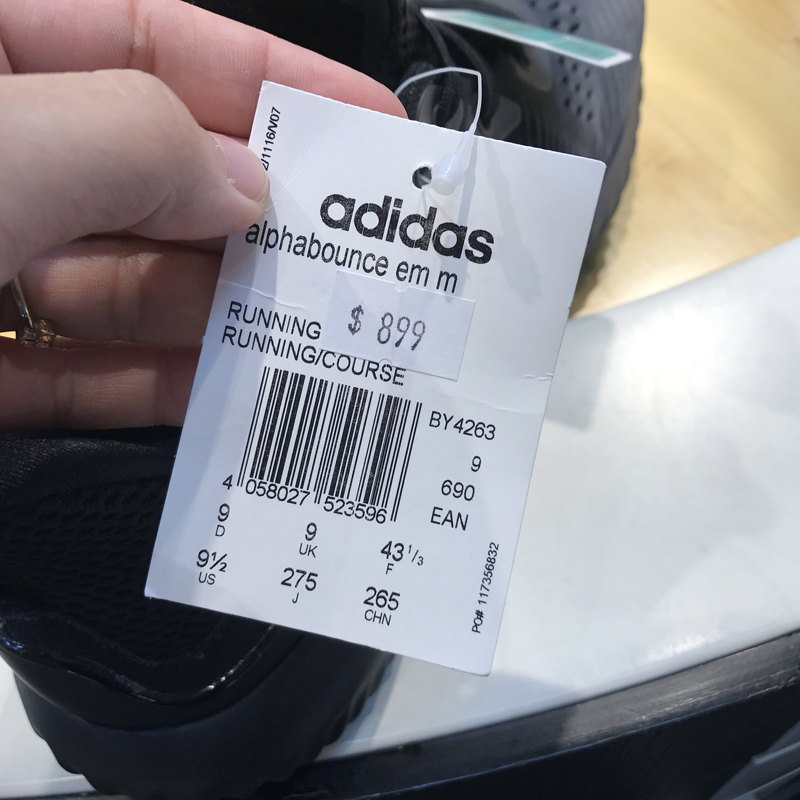 2/1116/V07
adidas
alphabounce em m
$ 899
RUNNING
RUNNING/COURSE
BY4263
9
690
EAN
4 058027 523596
9 D
9 UK
43 1/3 F
9½ US
275 J
265 CHN
PO# 117356832